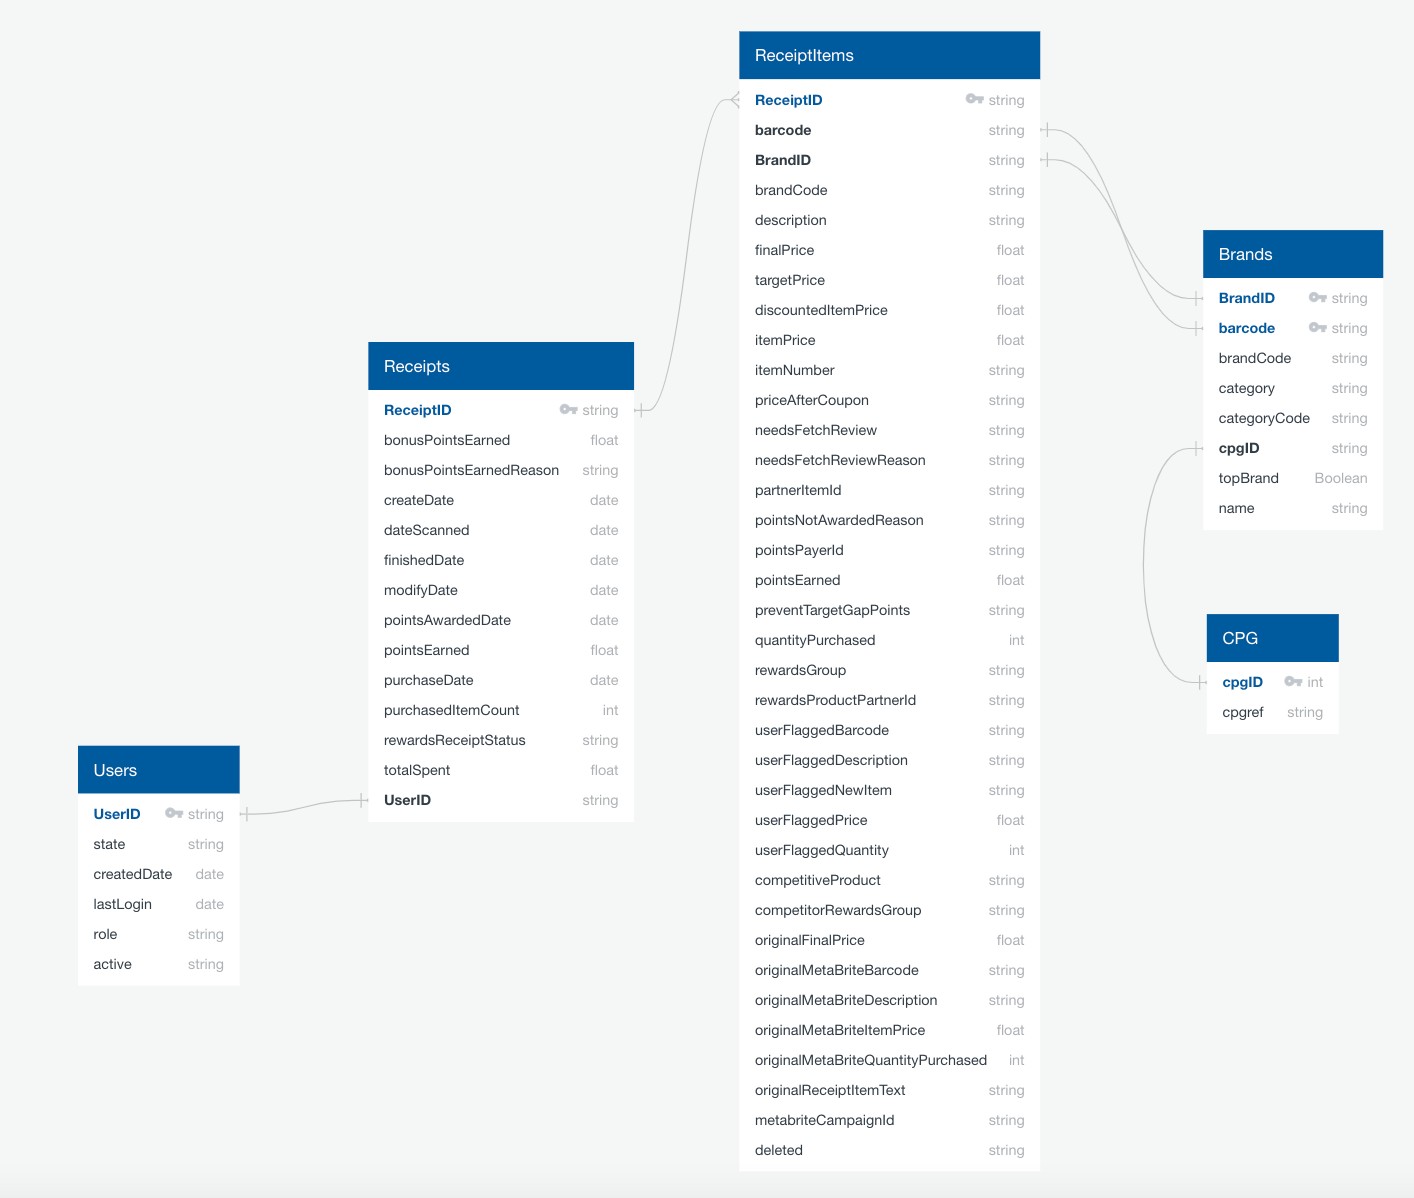 ReceiptItems
ReceiptID string
barcode string
BrandID string
brandCode string
description string
finalPrice float
targetPrice float
discountedItemPrice float
itemPrice float
itemNumber string
priceAfterCoupon string
needsFetchReview string
needsFetchReviewReason string
partnerItemId string
pointsNotAwardedReason string
pointsPayerId string
pointsEarned float
preventTargetGapPoints string
quantityPurchased int
rewardsGroup string
rewardsProductPartnerId string
userFlaggedBarcode string
userFlaggedDescription string
userFlaggedNewItem string
userFlaggedPrice float
userFlaggedQuantity int
competitiveProduct string
competitorRewardsGroup string
originalFinalPrice float
originalMetaBriteBarcode string
originalMetaBriteDescription string
originalMetaBriteItemPrice float
originalMetaBriteQuantityPurchased int
originalReceiptItemText string
metabriteCampaignId string
deleted string
Brands
BrandID string
barcode string
brandCode string
category string
categoryCode string
cpgID string
topBrand Boolean
name string
Receipts
ReceiptID string
bonusPointsEarned float
bonusPointsEarnedReason string
createDate date
dateScanned date
finishedDate date
modifyDate date
pointsAwardedDate date
pointsEarned float
purchaseDate date
purchasedItemCount int
rewardsReceiptStatus string
totalSpent float
UserID string
CPG
cpgID int
cpgref string
Users
UserID string
state string
createdDate date
lastLogin date
role string
active string